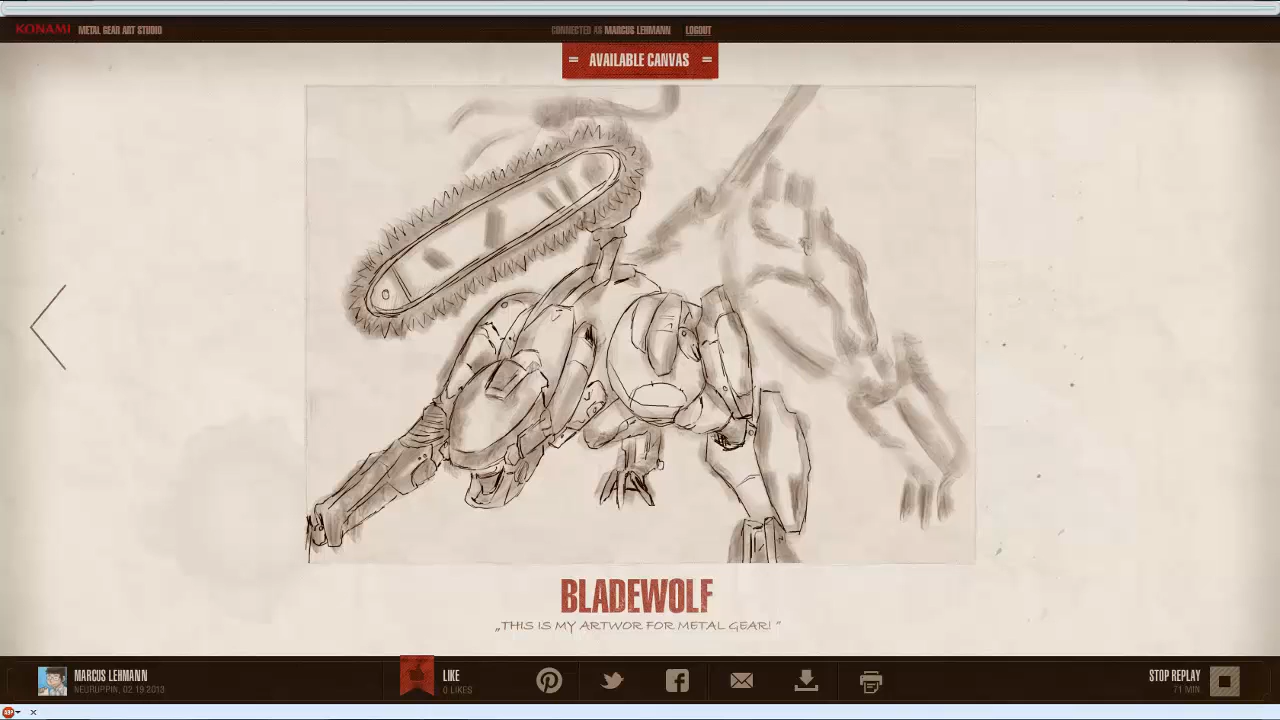 KONAMI METAL GEAR ART STUDIO CONNECTED AS MARCUS LEHMANN LOGOUT
AVAILABLE CANVAS
BLADEWOLF
„THIS IS MY ARTWOR FOR METAL GEAR! ”
MARCUS LEHMANN
NEURUPPIN, 02.19.2013
LIKE
0 LIKES
STOP REPLAY
71 MIN
ABP